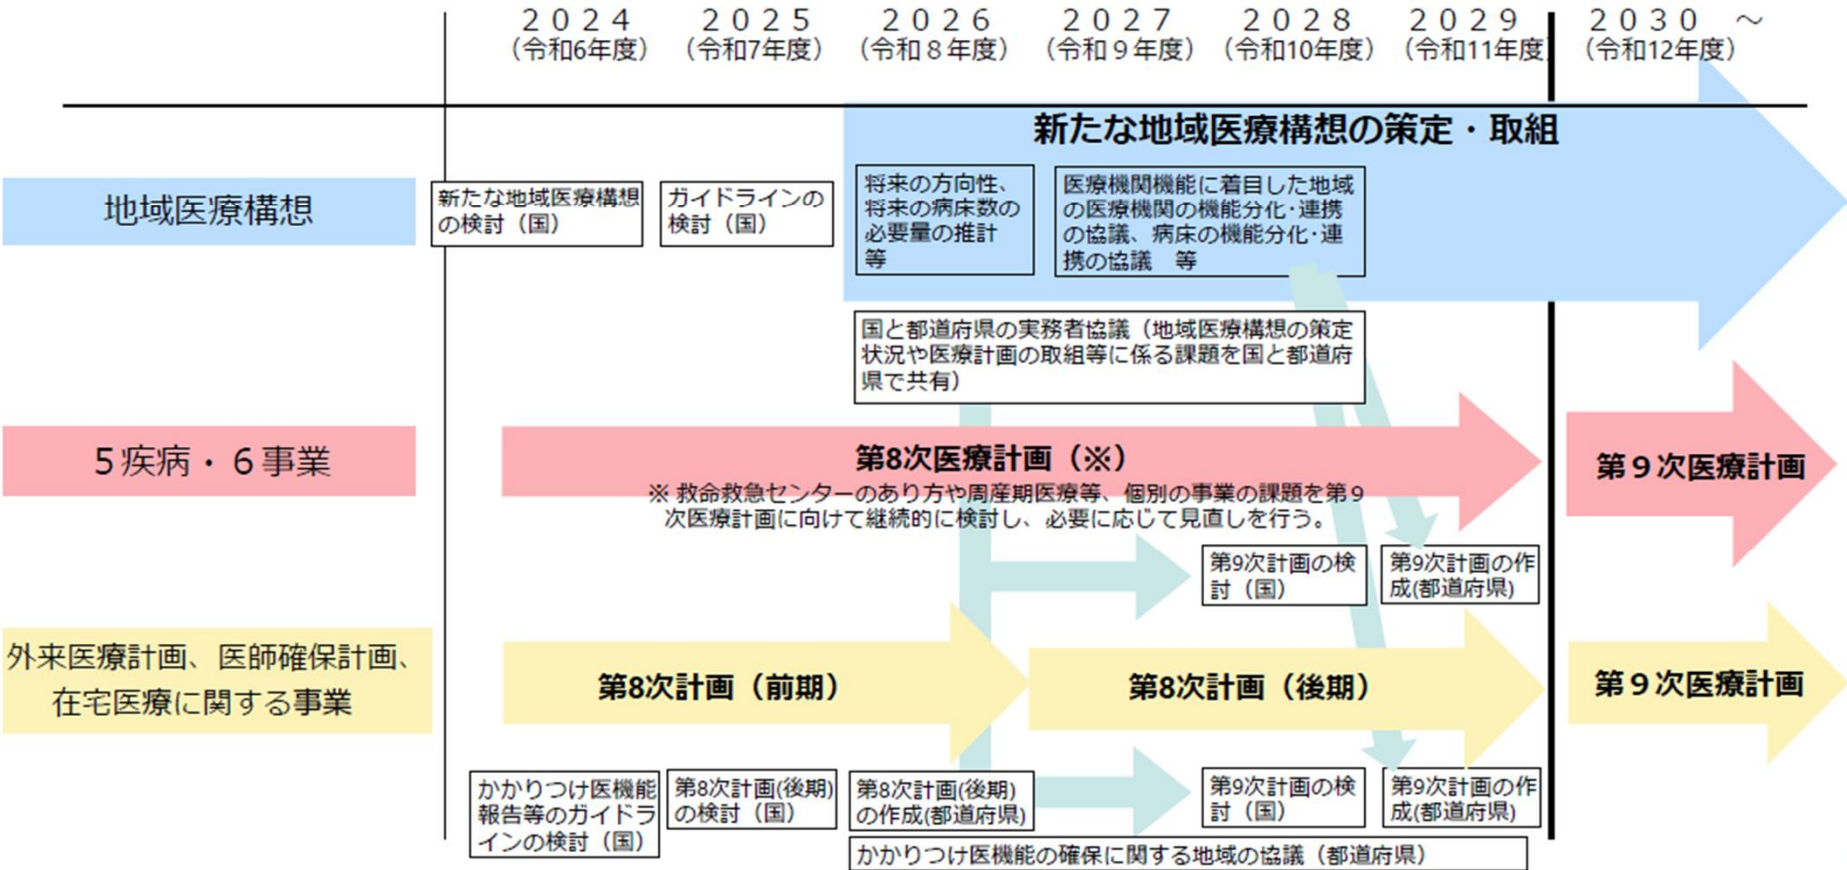 ２０２４
(令和6年度)
２０２５
(令和7年度)
２０２６
(令和８年度)
２０２７
(令和９年度)
２０２８
(令和10年度)
２０２９
(令和11年度)
２０３０　～
(令和12年度)
新たな地域医療構想の策定・取組
地域医療構想
新たな地域医療構想
の検討（国）
ガイドラインの
検討（国）
将来の方向性、
将来の病床数の
必要量の推計
等
医療機関機能に着目した地域
の医療機関の機能分化･連携
の協議、病床の機能分化･連
携の協議　等
国と都道府県の実務者協議（地域医療構想の策定
状況や医療計画の取組等に係る課題を国と都道府
県で共有）
５疾病・６事業
第8次医療計画（※）
※ 救命救急センターのあり方や周産期医療等、個別の事業の課題を第９
次医療計画に向けて継続的に検討し、必要に応じて見直しを行う。
第９次医療計画
第9次計画の検
討（国）
第9次計画の作
成(都道府県)
外来医療計画、医師確保計画、
在宅医療に関する事業
第8次計画（前期）
第8次計画（後期）
第９次医療計画
かかりつけ医機能
報告等のガイドラ
インの検討（国）
第8次計画(後期)
の検討（国）
第8次計画(後期)
の作成(都道府県)
第9次計画の検
討（国）
第9次計画の作
成(都道府県)
かかりつけ医機能の確保に関する地域の協議（都道府県）